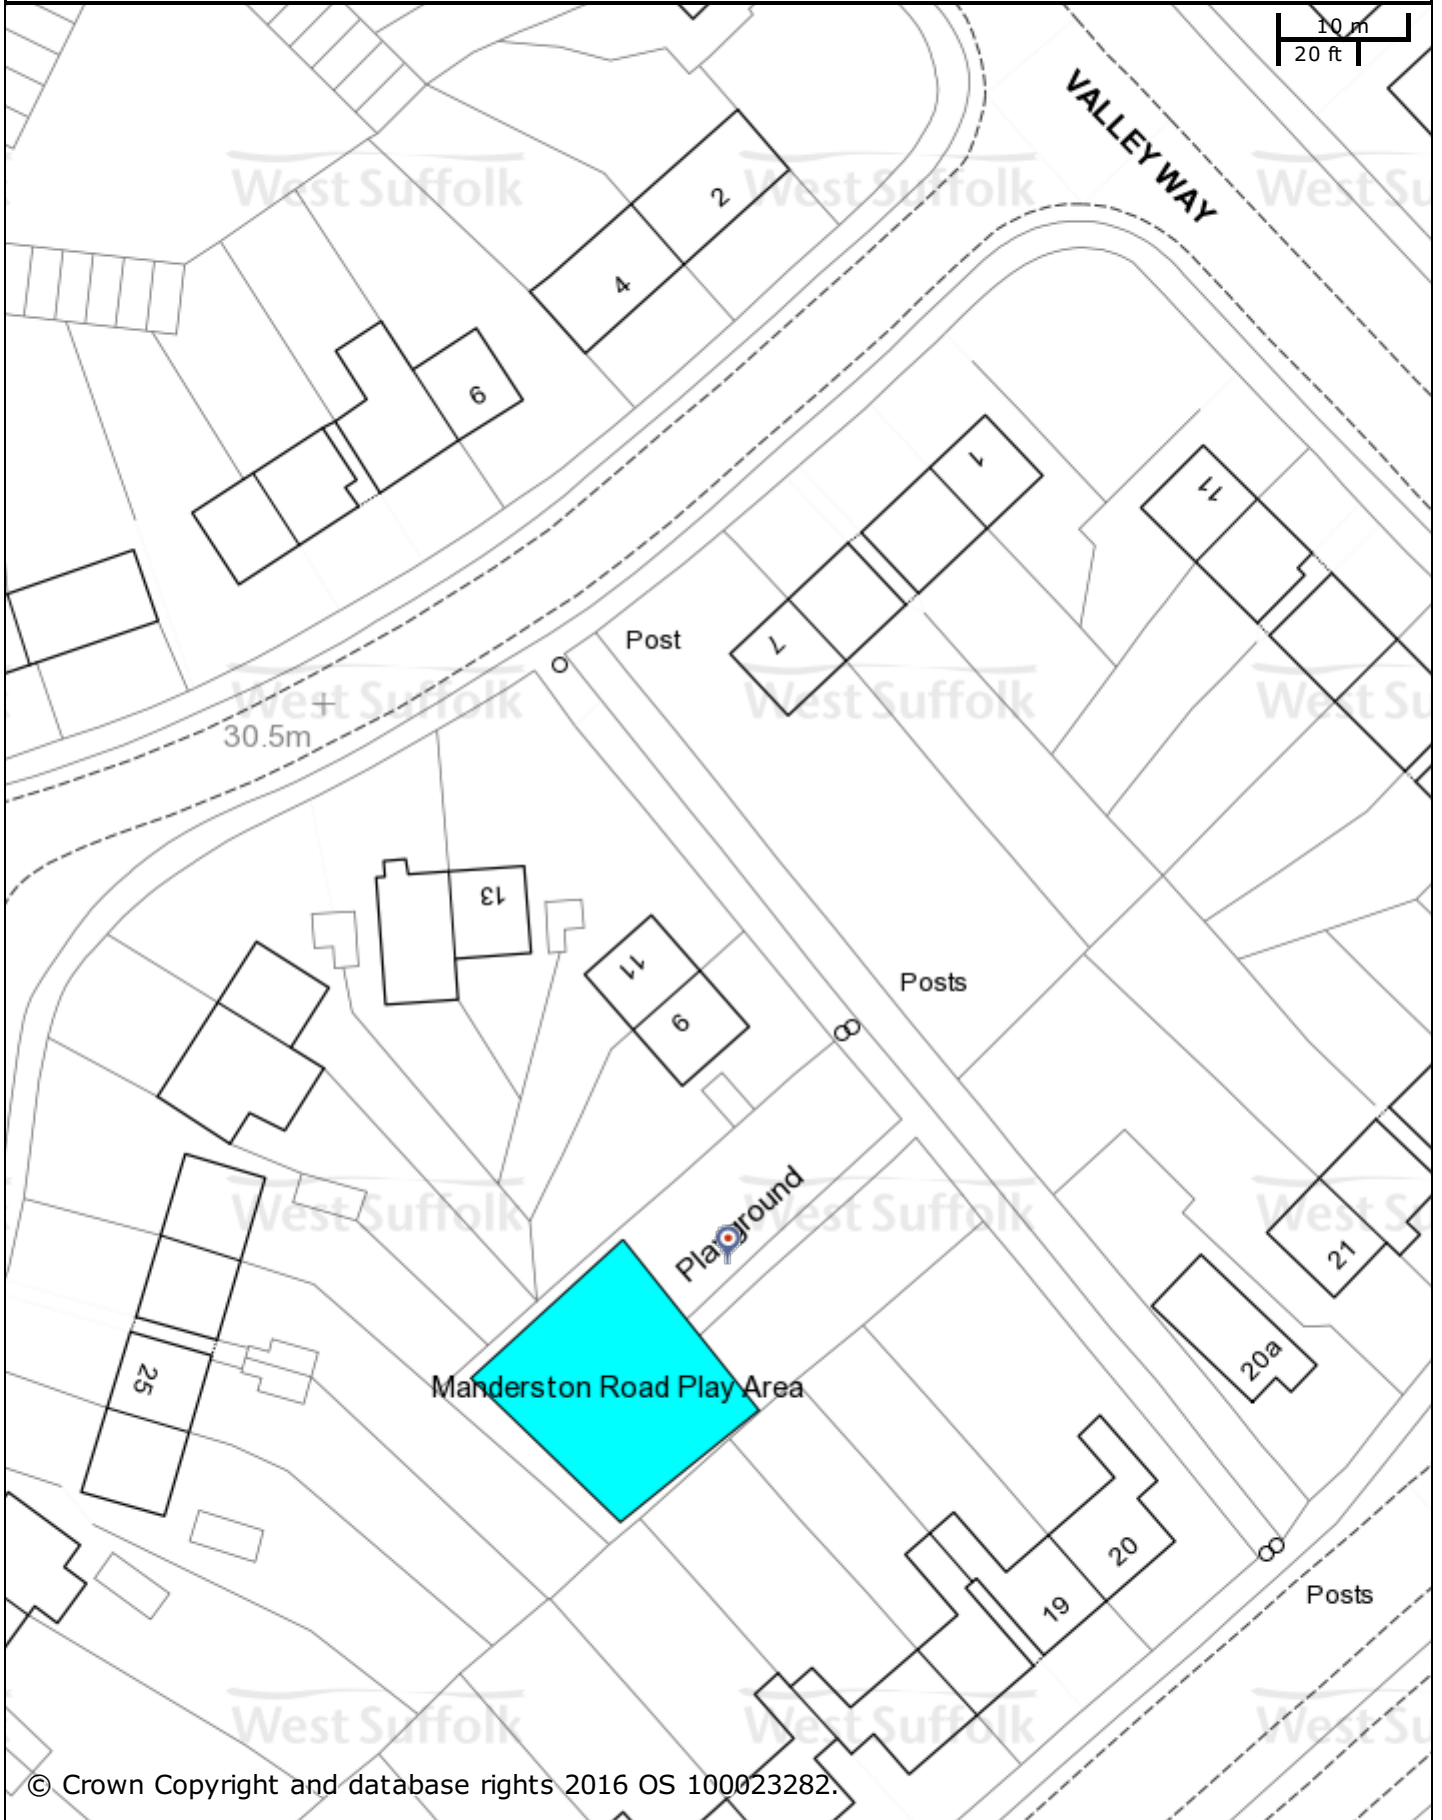 10 m
20 ft
VALLEY WAY
West Suffolk
West Suffolk
West Su
2
4
6
1
11
7
Post
West Suffolk
West Suffolk
West Su
30.5m
13
11
9
Posts
Playground
West Suffolk
West Suffolk
West Su
21
20a
25
Manderston Road Play Area
20
19
Posts
West Suffolk
West Suffolk
West Su
© Crown Copyright and database rights 2016 OS 100023282.